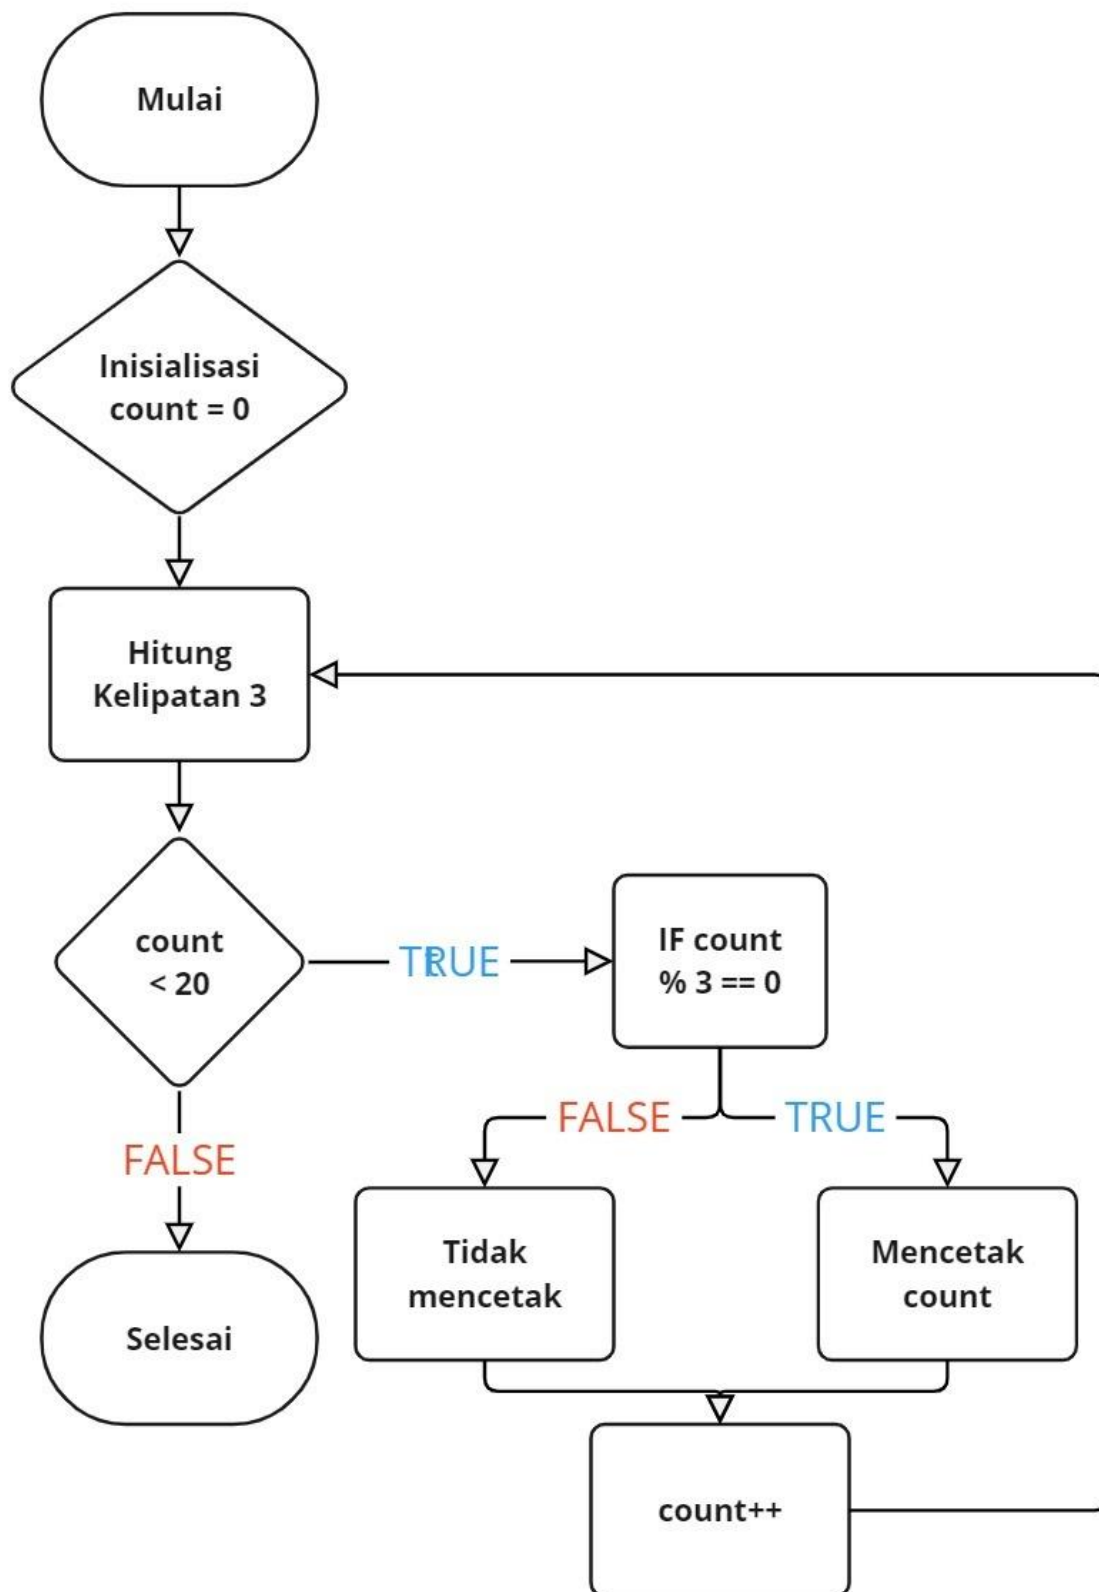 Mulai
Inisialisasi
count = 0
Hitung
Kelipatan 3
count
< 20
TRUE
IF count
% 3 == 0
FALSE
TRUE
FALSE
Tidak
mencetak
Mencetak
count
Selesai
count++